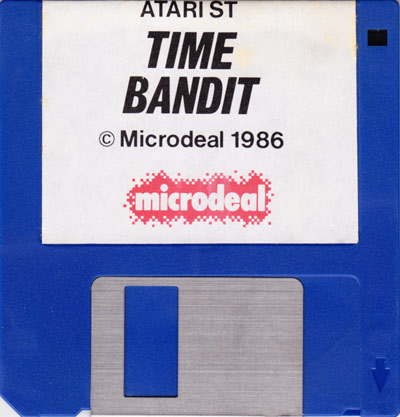 ATARI ST
TIME
BANDIT
© Microdeal 1986
microdeal